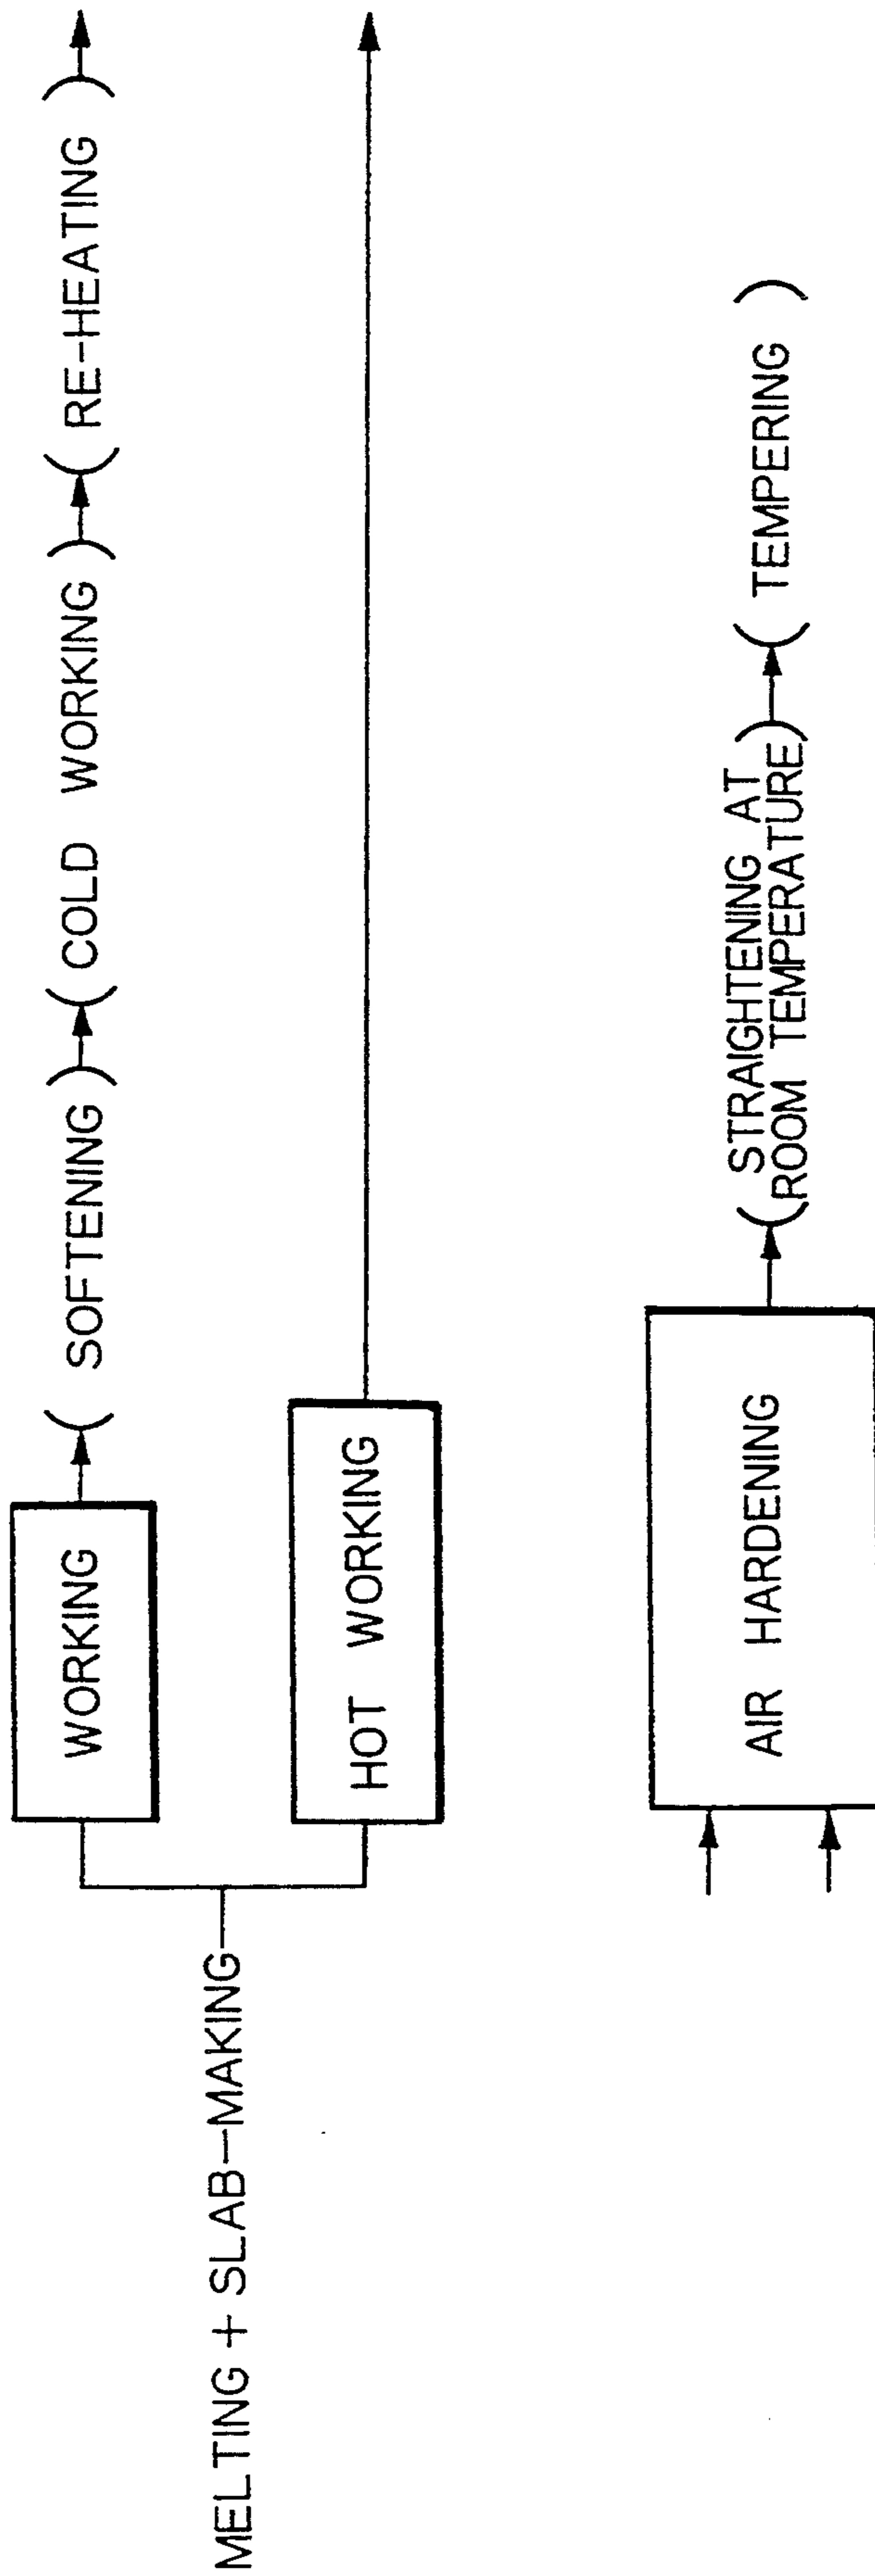 MELTING + SLAB-MAKING
WORKING
(SOFTENING)
(COLD WORKING)
(RE-HEATING)
HOT WORKING
AIR HARDENING
(STRAIGHTENING AT
ROOM TEMPERATURE)
(TEMPERING)